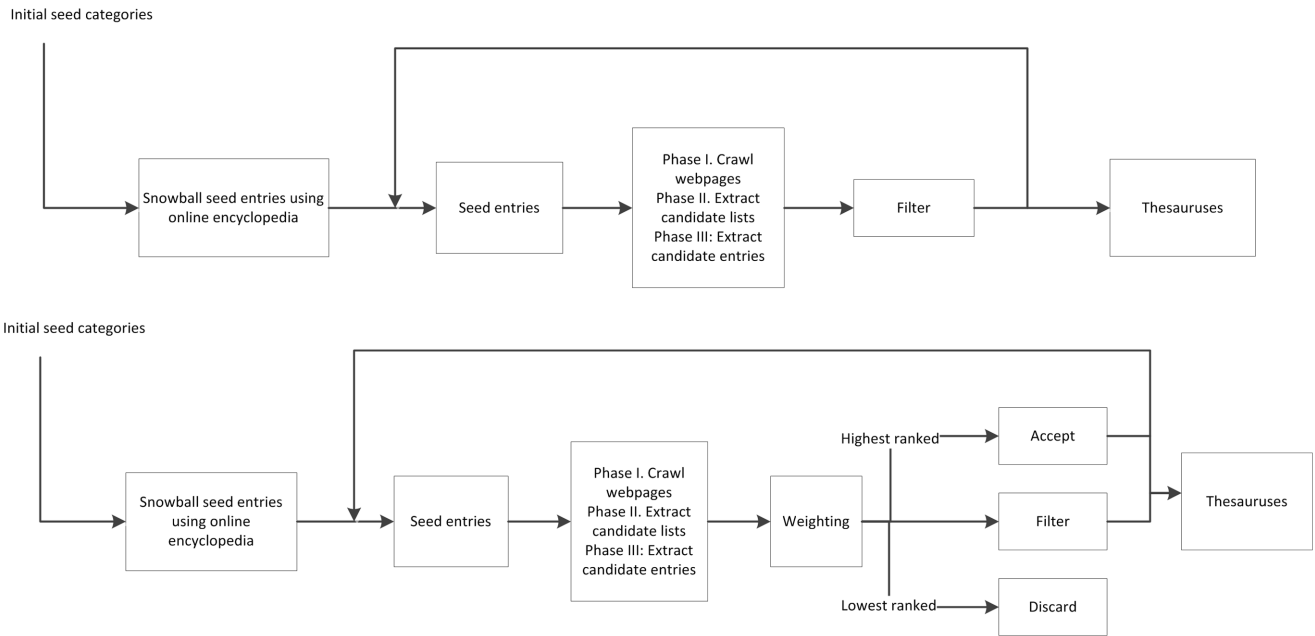 Initial seed categories
Snowball seed entries using
online encyclopedia
Seed entries
Phase I. Crawl
webpages
Phase II. Extract
candidate lists
Phase III: Extract
candidate entries
Filter
Thesauruses
Initial seed categories
Snowball seed entries
using online
encyclopedia
Seed entries
Phase I. Crawl
webpages
Phase II. Extract
candidate lists
Phase III: Extract
candidate entries
Weighting
Highest ranked
Accept
Filter
Lowest ranked
Discard
Thesauruses